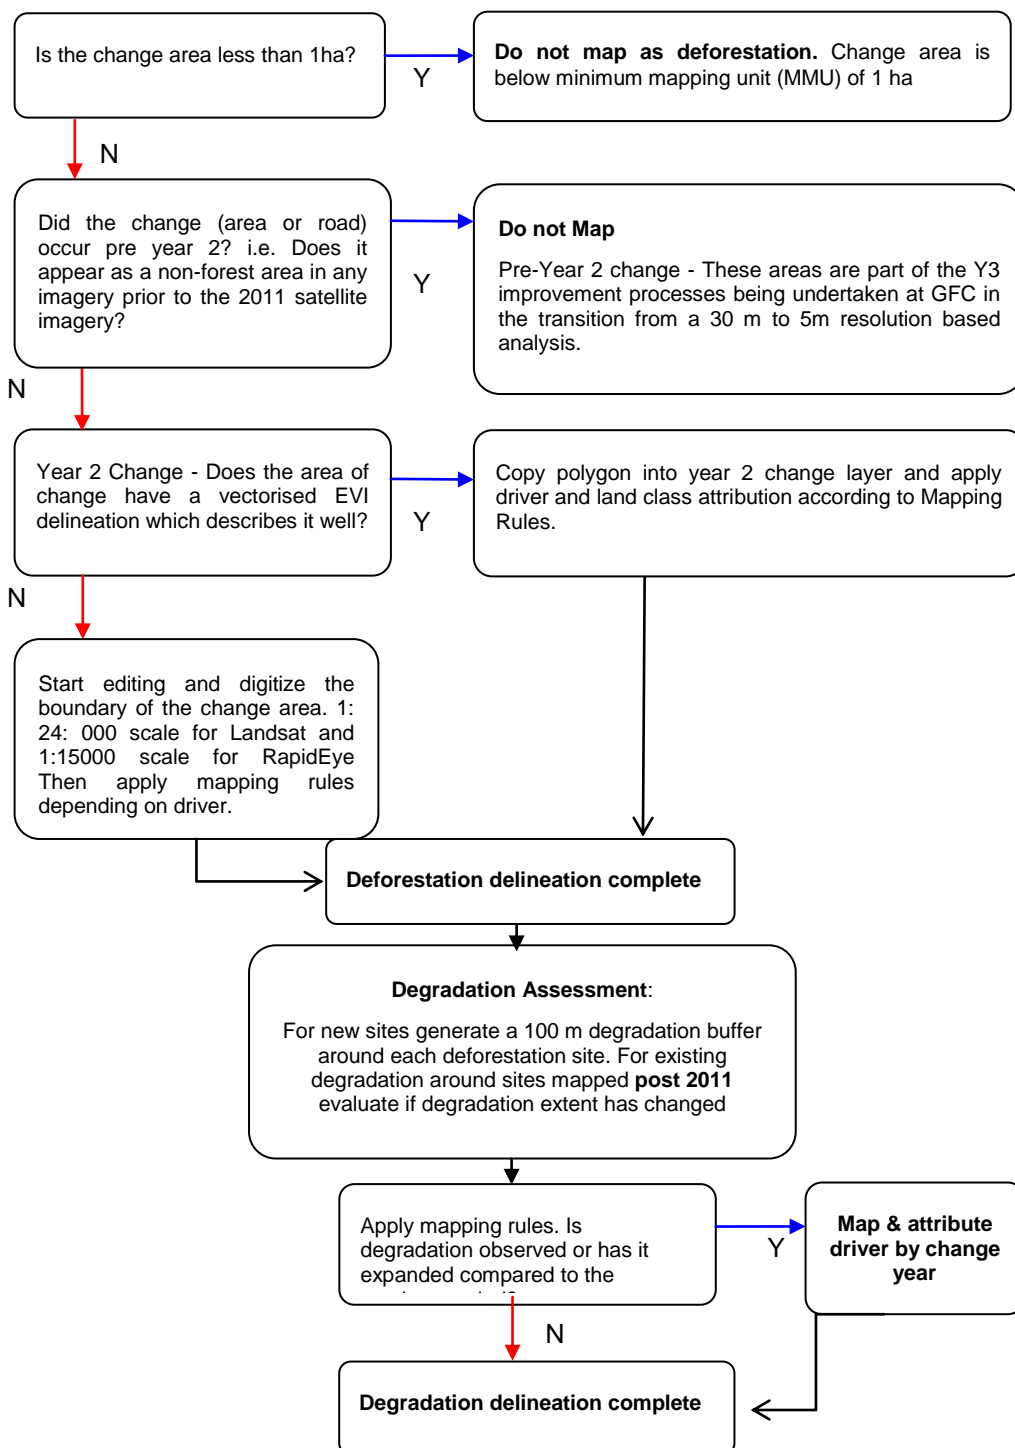 Is the change area less than 1ha?
Y
Do not map as deforestation. Change area is
below minimum mapping unit (MMU) of 1 ha
N
Did the change (area or road)
occur pre year 2? i.e. Does it
appear as a non-forest area in any
imagery prior to the 2011 satellite
imagery?
Y
Do not Map
Pre-Year 2 change - These areas are part of the Y3
improvement processes being undertaken at GFC in
the transition from a 30 m to 5m resolution based
analysis.
N
Year 2 Change - Does the area of
change have a vectorised EVI
delineation which describes it well?
Y
Copy polygon into year 2 change layer and apply
driver and land class attribution according to Mapping
Rules.
N
Start editing and digitize the
boundary of the change area. 1:
24: 000 scale for Landsat and
1:15000 scale for RapidEye
Then apply mapping rules
depending on driver.
Deforestation delineation complete
Degradation Assessment:
For new sites generate a 100 m degradation buffer
around each deforestation site. For existing
degradation around sites mapped post 2011
evaluate if degradation extent has changed
Apply mapping rules. Is
degradation observed or has it
expanded compared to the
Y
Map & attribute
driver by change
year
N
Degradation delineation complete